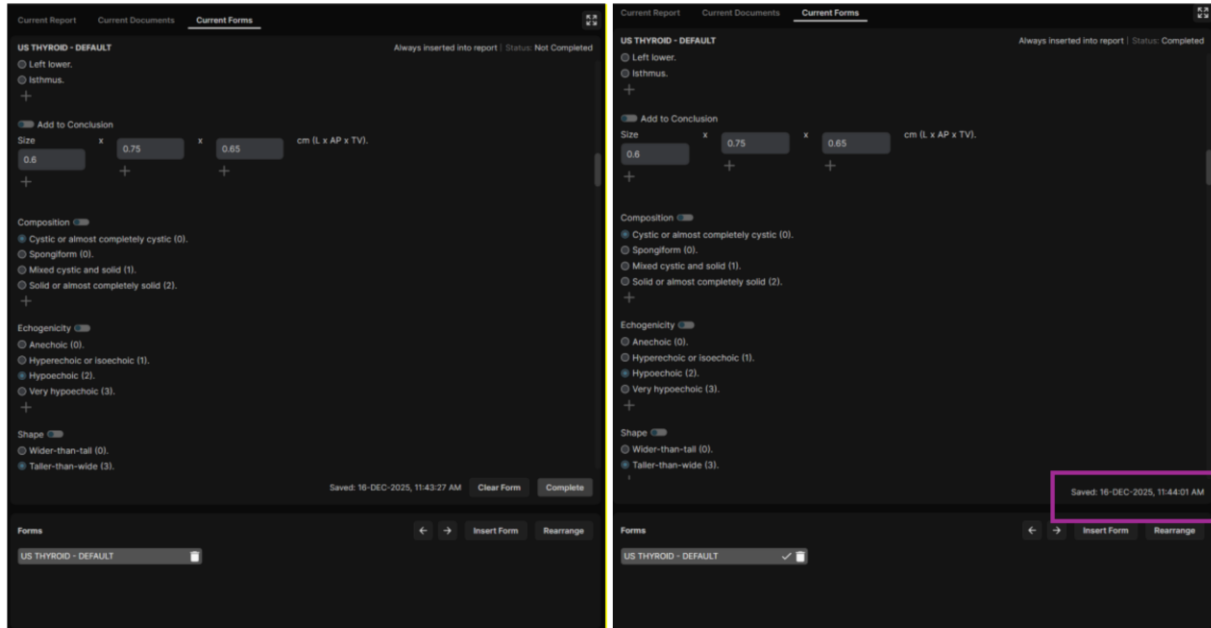 Current Report Current Documents Current Forms
US THYROID - DEFAULT Always inserted into report | Status: Not Completed
Left lower.
Isthmus.
Add to Conclusion
Size x x cm (L x AP x TV).
0.6 0.75 0.65
Composition
Cystic or almost completely cystic (0).
Spongiform (0).
Mixed cystic and solid (1).
Solid or almost completely solid (2).
Echogenicity
Anechoic (0).
Hyperechoic or isoechoic (1).
Hypoechoic (2).
Very hypoechoic (3).
Shape
Wider-than-tall (0).
Taller-than-wide (3).
Saved: 16-DEC-2025, 11:43:27 AM Clear Form Complete
Forms Insert Form Rearrange
US THYROID - DEFAULT
Current Report Current Documents Current Forms
US THYROID - DEFAULT Always inserted into report | Status: Completed
Left lower.
Isthmus.
Add to Conclusion
Size x x cm (L x AP x TV).
0.6 0.75 0.65
Composition
Cystic or almost completely cystic (0).
Spongiform (0).
Mixed cystic and solid (1).
Solid or almost completely solid (2).
Echogenicity
Anechoic (0).
Hyperechoic or isoechoic (1).
Hypoechoic (2).
Very hypoechoic (3).
Shape
Wider-than-tall (0).
Taller-than-wide (3).
Saved: 16-DEC-2025, 11:44:01 AM
Forms Insert Form Rearrange
US THYROID - DEFAULT